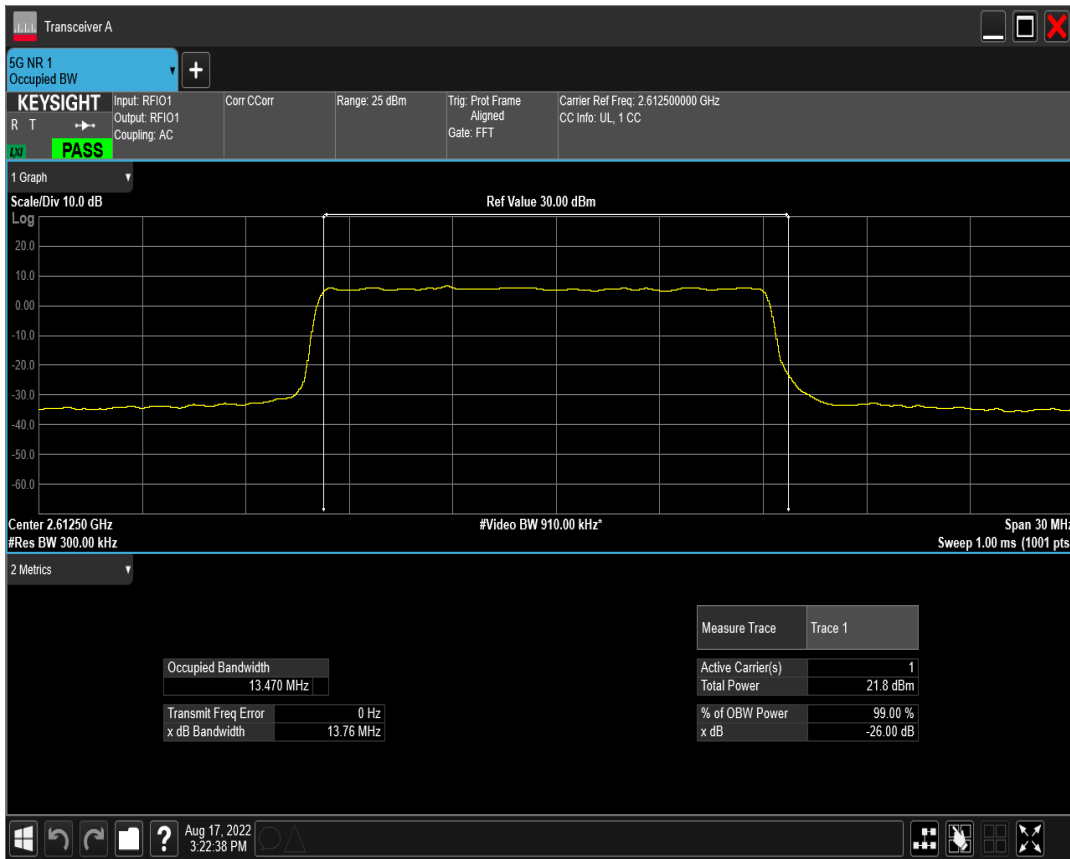 Transceiver A
5G NR 1
Occupied BW
KEYSIGHT
R T
LXI
PASS
Input: RFIO1
Output: RFIO1
Coupling: AC
Corr CCorr
Range: 25 dBm
Trig: Prot Frame
Aligned
Gate: FFT
Carrier Ref Freq: 2.612500000 GHz
CC Info: UL, 1 CC
1 Graph
Scale/Div 10.0 dB
Ref Value 30.00 dBm
Log
20.0
10.0
0.00
-10.0
-20.0
-30.0
-40.0
-50.0
-60.0
Center 2.61250 GHz
#Video BW 910.00 kHz*
Span 30 MHz
#Res BW 300.00 kHz
Sweep 1.00 ms (1001 pts
2 Metrics
Measure Trace Trace 1
Occupied Bandwidth
13.470 MHz
Active Carrier(s) 1
Total Power 21.8 dBm
Transmit Freq Error 0 Hz
x dB Bandwidth 13.76 MHz
% of OBW Power 99.00 %
x dB -26.00 dB
?
Aug 17, 2022
3:22:38 PM